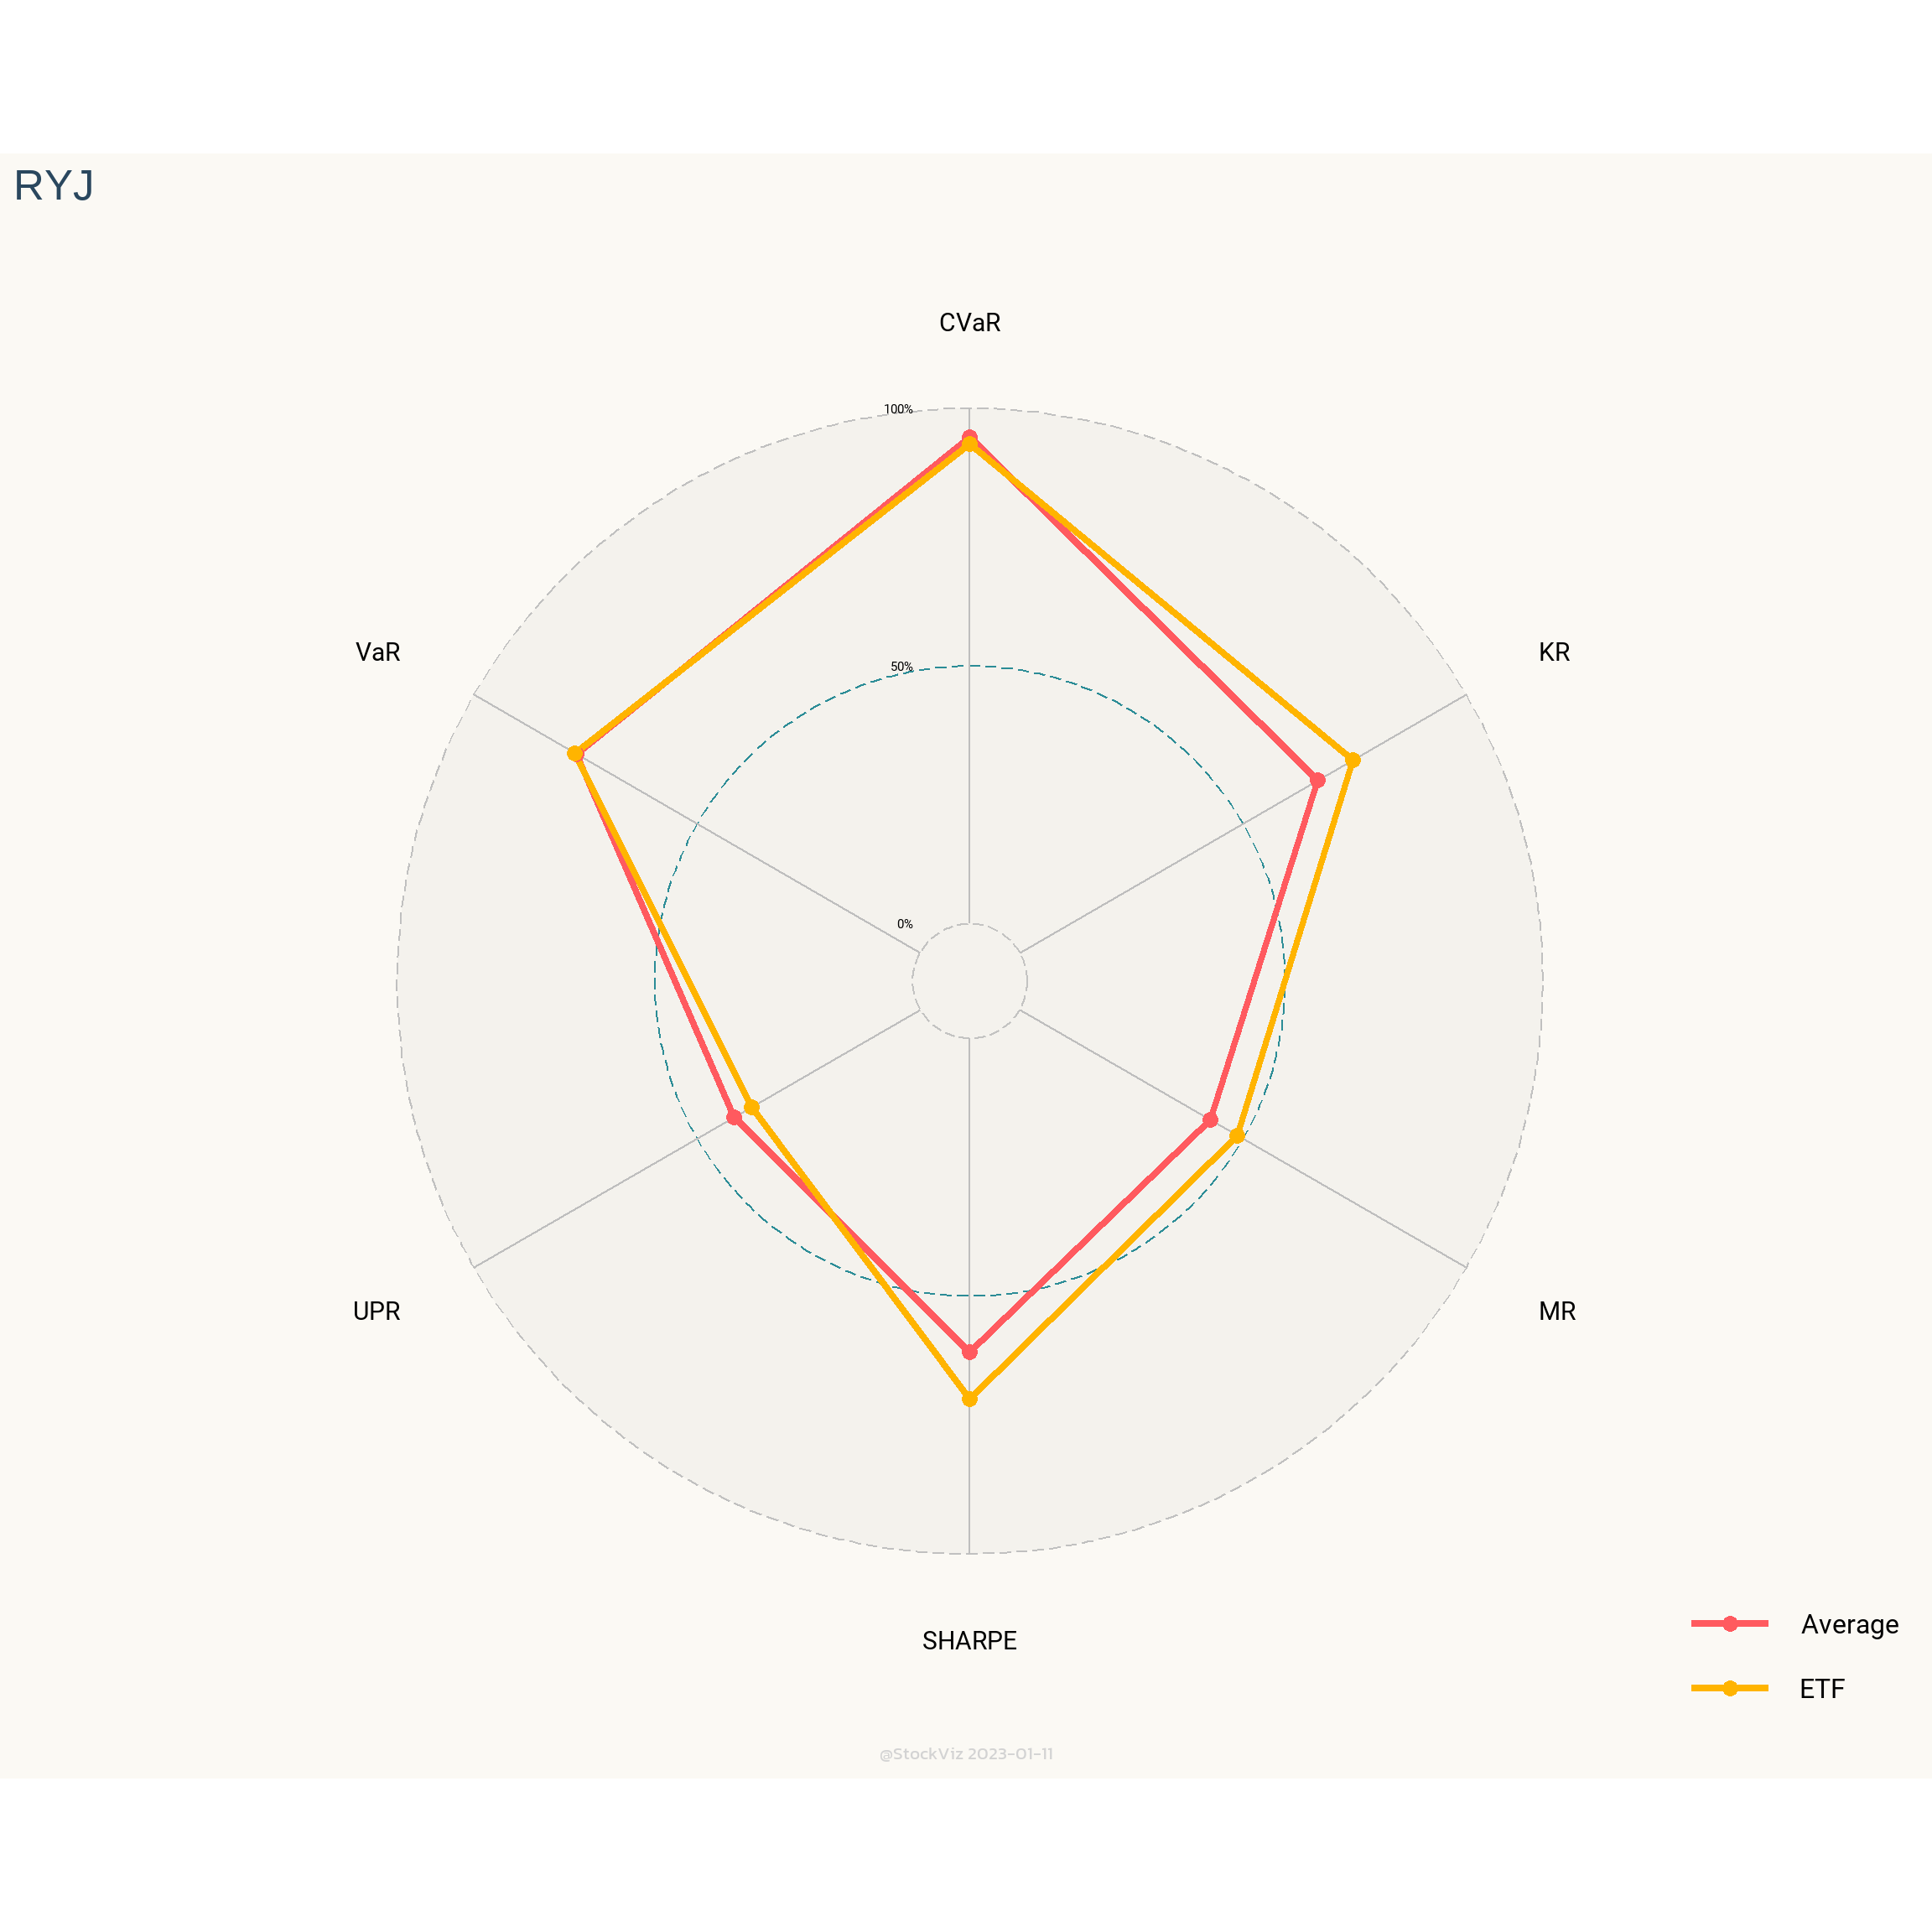 RYJ
CVaR
100%
VaR
KR
50%
0%
UPR
MR
SHARPE
Average
ETF
@StockViz 2023-01-11